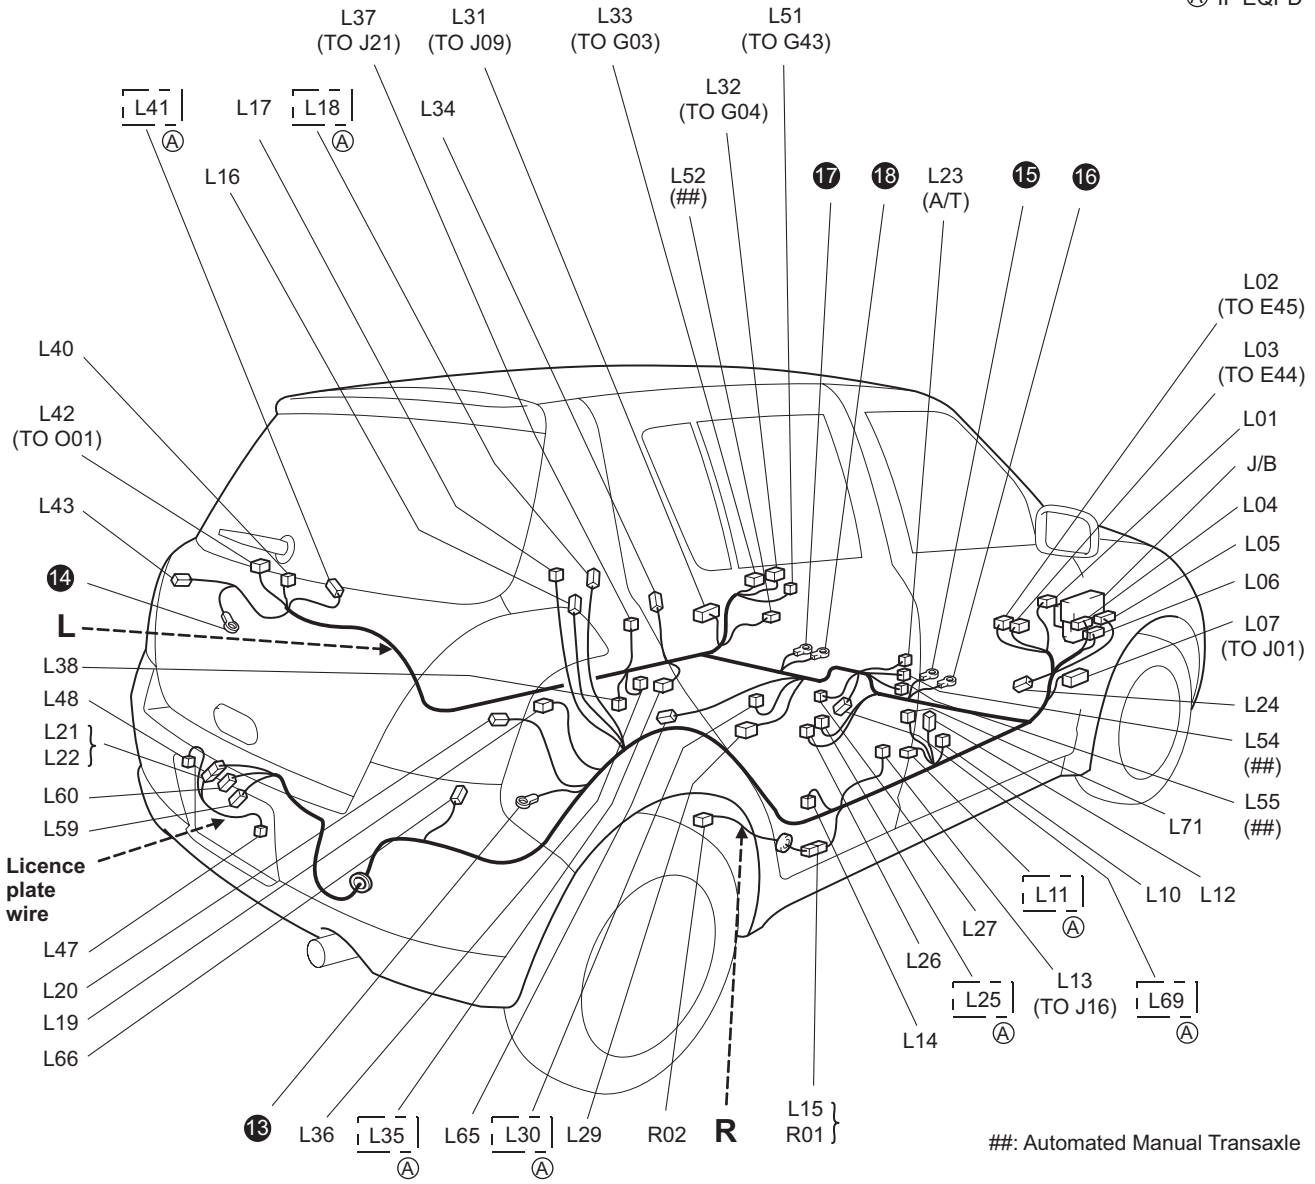 Ⓐ IF EQPD
L37
(TO J21)
L31
(TO J09)
L33
(TO G03)
L51
(TO G43)
L32
(TO G04)
L41
Ⓐ
L17
L18
Ⓐ
L34
L16
L52
(##)
17
18
L23
(A/T)
15
16
L02
(TO E45)
L03
(TO E44)
L01
J/B
L04
L05
L06
L07
(TO J01)
L24
L54
(##)
L55
(##)
L71
L12
L10
L40
L42
(TO O01)
L43
14
L
L38
L48
L21
L22
L60
L59
Licence
plate
wire
L47
L20
L19
L66
L11
Ⓐ
L27
L26
L13
(TO J16)
L69
Ⓐ
L25
Ⓐ
L14
13
L36
L35
Ⓐ
L65
L30
Ⓐ
L29
R02
R
L15
R01
##: Automated Manual Transaxle